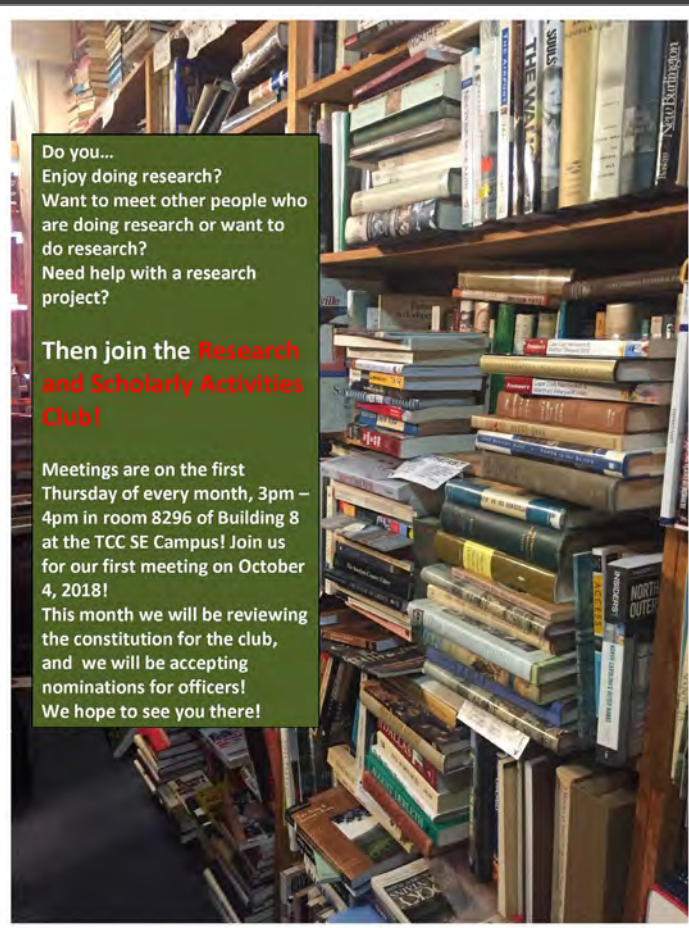 Do you...
Enjoy doing research?
Want to meet other people who
are doing research or want to
do research?
Need help with a research
project?
Then join the Research
and Scholarly Activities
Club!
Meetings are on the first
Thursday of every month, 3pm –
4pm in room 8296 of Building 8
at the TCC SE Campus! Join us
for our first meeting on October
4, 2018!
This month we will be reviewing
the constitution for the club,
and  we will be accepting
nominations for officers!
We hope to see you there!
SOULS
New Burlington
INSIDERS'
ACCESS
NORTH
OUTER
DALLAS